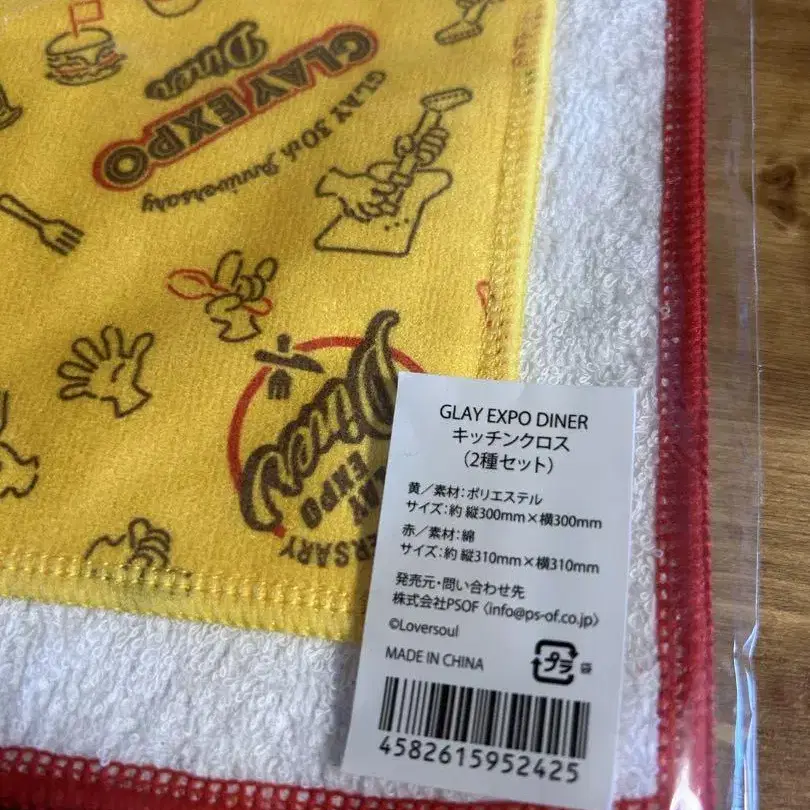 Diner
GLAY EXPO
GLAY 30th Anniversary
Diner
EXPO
GLAY EXPO DINER
キッチンクロス
（2種セット）
黄／素材：ポリエステル
サイズ：約 縦300mm×横300mm
赤／素材：綿
サイズ：約 縦310mm×横310mm
発売元・問い合わせ先
株式会社PSOF〈info@ps-of.co.jp〉
©Loversoul
MADE IN CHINA
プラ
袋
4582615952425